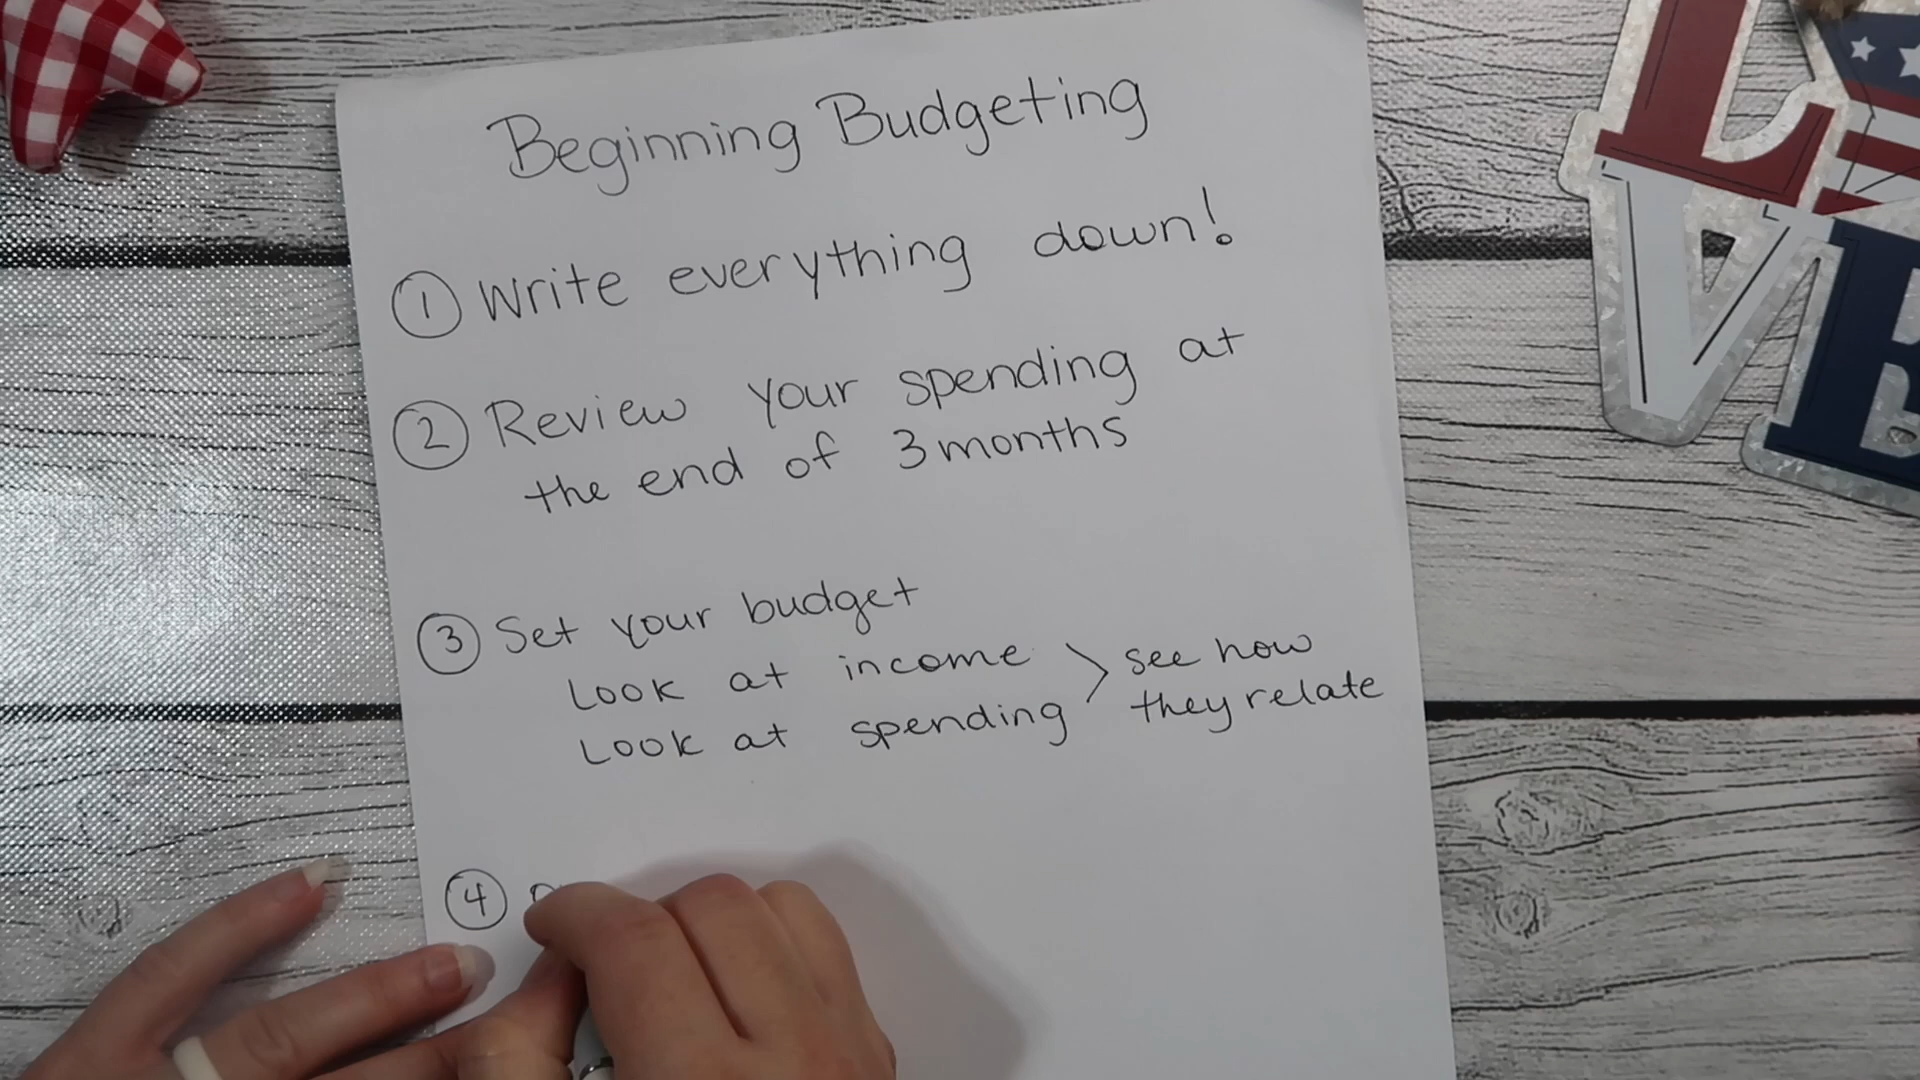 Beginning Budgeting
1 Write everything down!
2 Review your spending at
the end of 3 months
3 Set your budget
Look at income > see how
Look at spending they relate
4